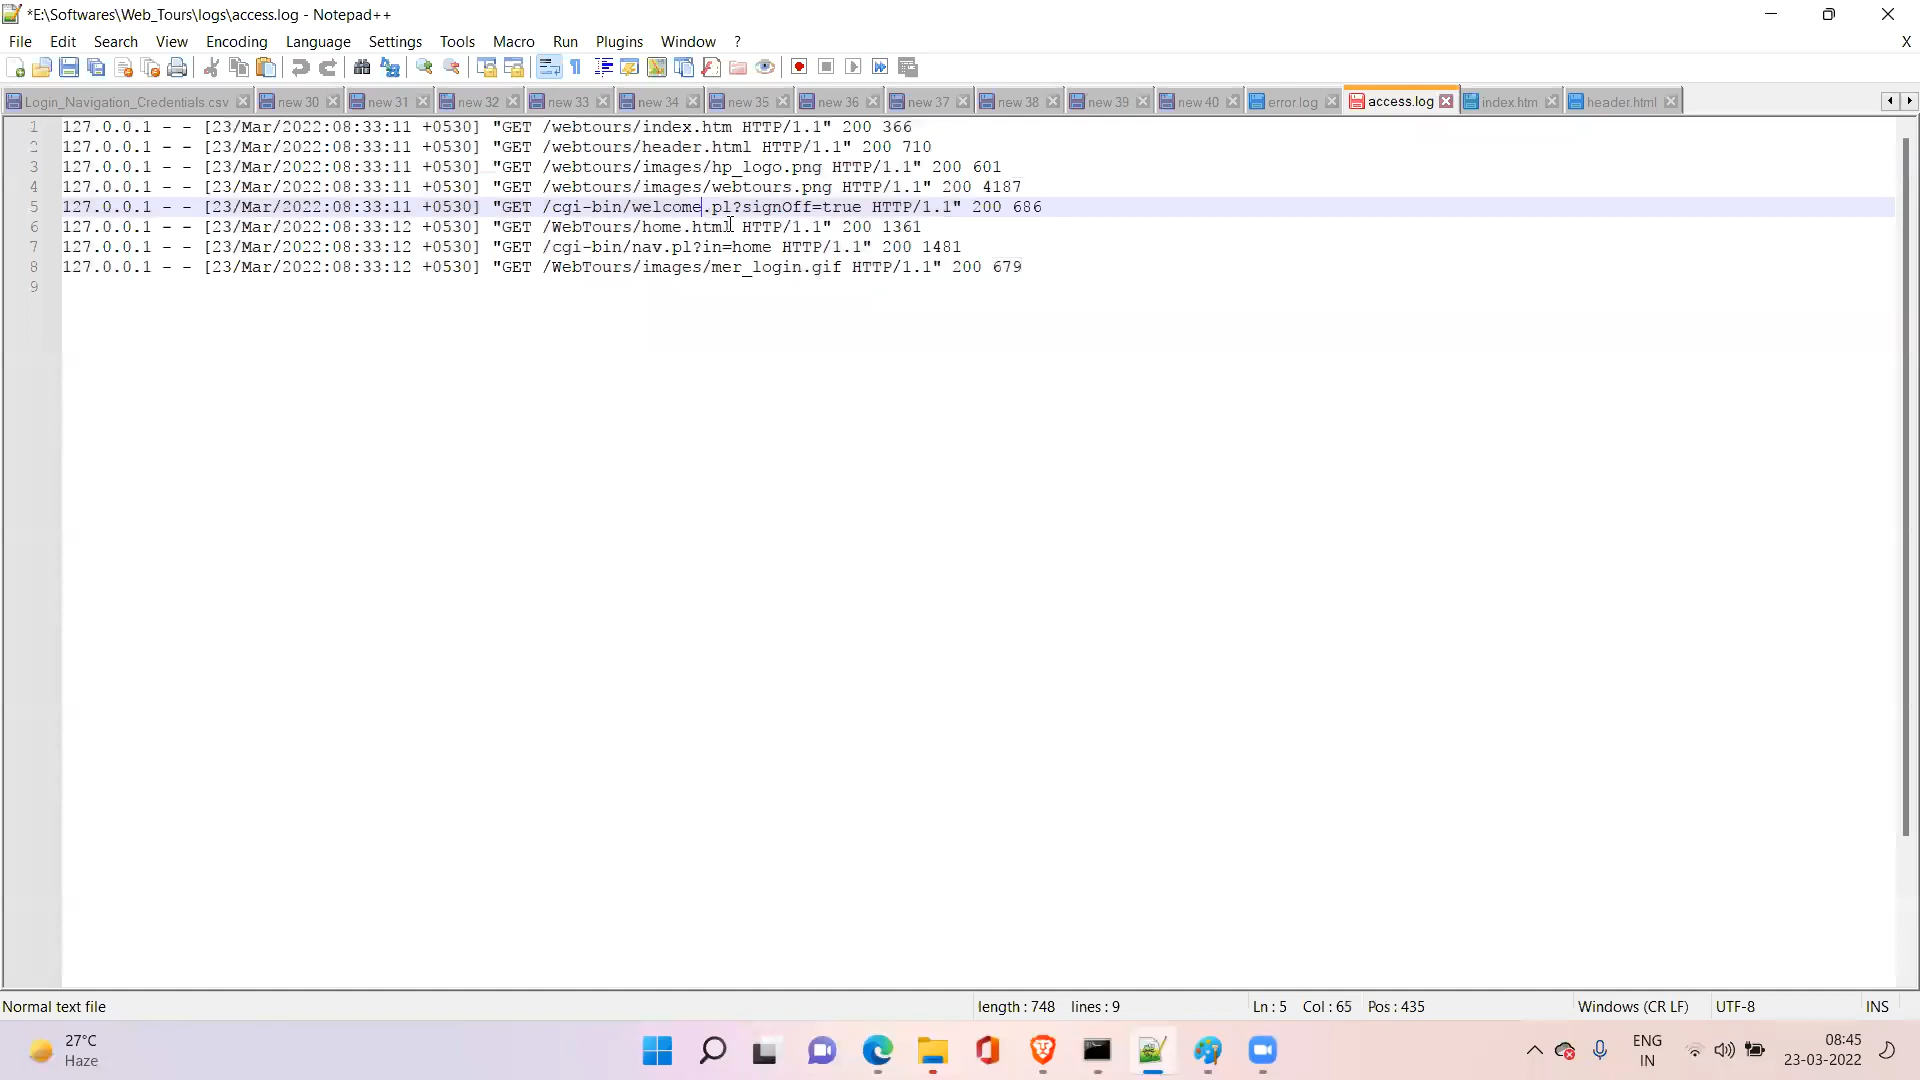 *E:\Softwares\Web_Tours\logs\access.log - Notepad++
File Edit Search View Encoding Language Settings Tools Macro Run Plugins Window ? X
Login_Navigation_Credentials.csv new 30 new 31 new 32 new 33 new 34 new 35 new 36 new 37 new 38 new 39 new 40 error.log access.log index.htm header.html
1 127.0.0.1 - - [23/Mar/2022:08:33:11 +0530] "GET /webtours/index.htm HTTP/1.1" 200 366
2 127.0.0.1 - - [23/Mar/2022:08:33:11 +0530] "GET /webtours/header.html HTTP/1.1" 200 710
3 127.0.0.1 - - [23/Mar/2022:08:33:11 +0530] "GET /webtours/images/hp_logo.png HTTP/1.1" 200 601
4 127.0.0.1 - - [23/Mar/2022:08:33:11 +0530] "GET /webtours/images/webtours.png HTTP/1.1" 200 4187
5 127.0.0.1 - - [23/Mar/2022:08:33:11 +0530] "GET /cgi-bin/welcome.pl?signOff=true HTTP/1.1" 200 686
6 127.0.0.1 - - [23/Mar/2022:08:33:12 +0530] "GET /WebTours/home.html HTTP/1.1" 200 1361
7 127.0.0.1 - - [23/Mar/2022:08:33:12 +0530] "GET /cgi-bin/nav.pl?in=home HTTP/1.1" 200 1481
8 127.0.0.1 - - [23/Mar/2022:08:33:12 +0530] "GET /WebTours/images/mer_login.gif HTTP/1.1" 200 679
9
Normal text file length : 748 lines : 9 Ln : 5 Col : 65 Pos : 435 Windows (CR LF) UTF-8 INS
27°C
Haze
ENG
IN
08:45
23-03-2022